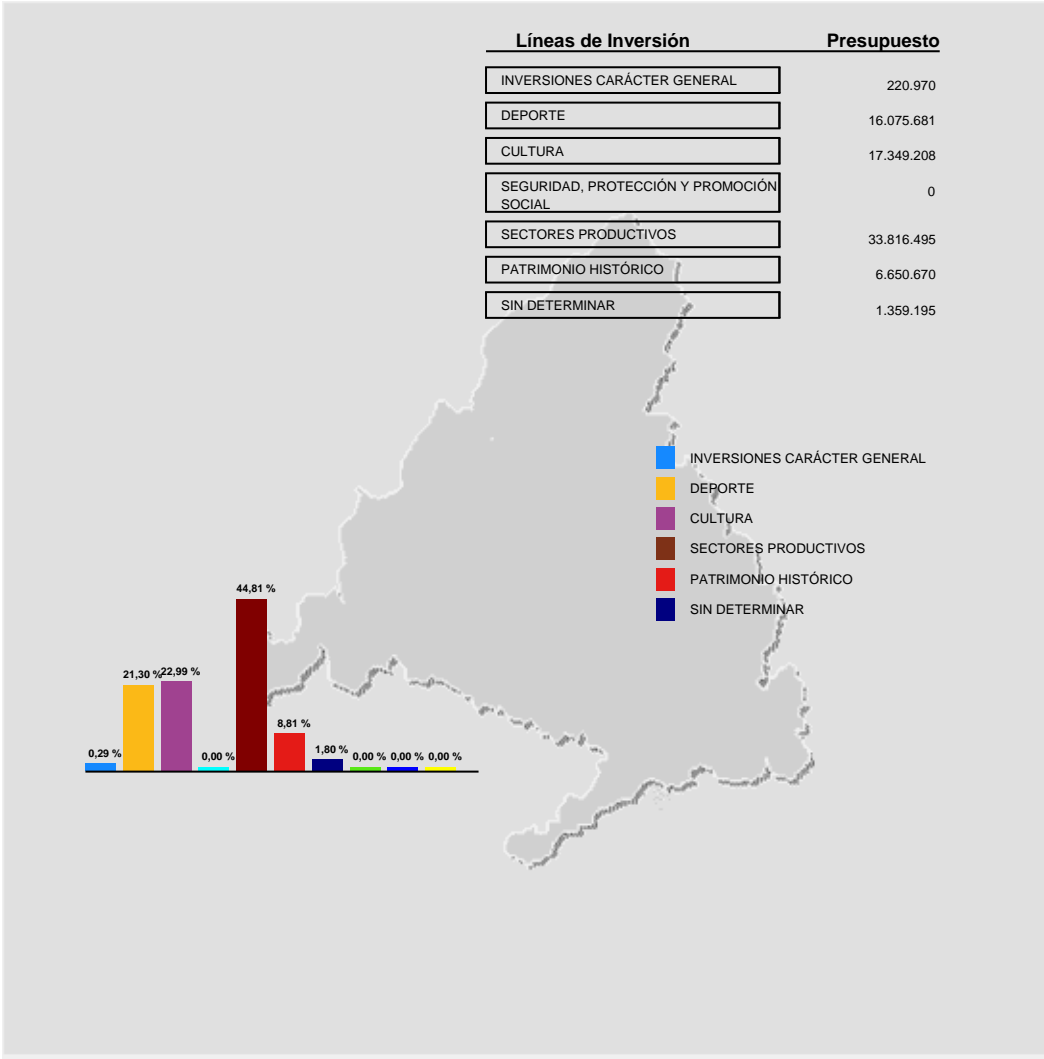 Líneas de Inversión Presupuesto
INVERSIONES CARÁCTER GENERAL 220.970
DEPORTE 16.075.681
CULTURA 17.349.208
SEGURIDAD, PROTECCIÓN Y PROMOCIÓN
SOCIAL 0
SECTORES PRODUCTIVOS 33.816.495
PATRIMONIO HISTÓRICO 6.650.670
SIN DETERMINAR 1.359.195
INVERSIONES CARÁCTER GENERAL
DEPORTE
CULTURA
SECTORES PRODUCTIVOS
PATRIMONIO HISTÓRICO
SIN DETERMINAR
0,29 %
21,30 %
22,99 %
0,00 %
44,81 %
8,81 %
1,80 %
0,00 %
0,00 %
0,00 %